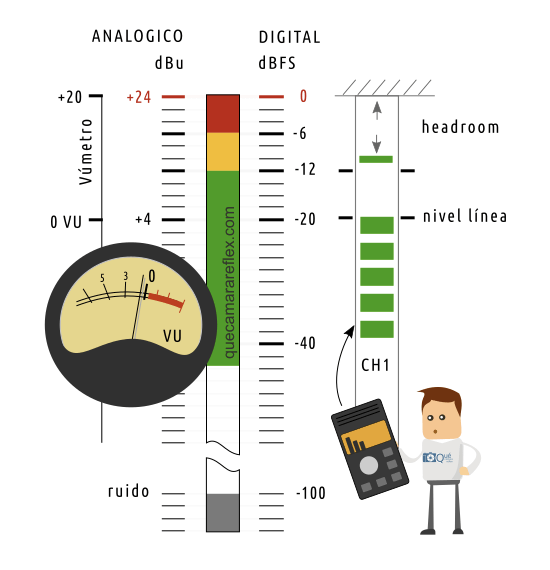 ANALOGICO
dBu
DIGITAL
dBFS
+20
+24
0
-6
headroom
Vúmetro
-12
0 VU
+4
-20
nivel línea
5
3
0
VU
quecamarareflex.com
-40
CH1
Qué
ruido
-100